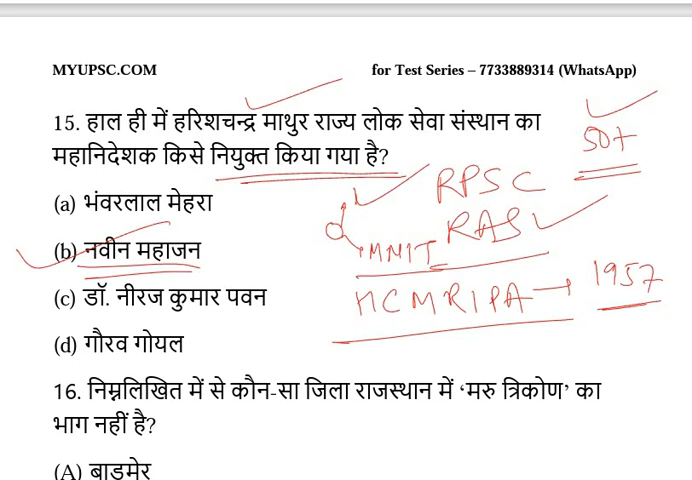 MYUPSC.COM for Test Series – 7733889314 (WhatsApp)
15. हाल ही में हरिशचन्द्र माथुर राज्य लोक सेवा संस्थान का
महानिदेशक किसे नियुक्त किया गया है?
50+
RPSC
(a) भंवरलाल मेहरा
RAS
(b) नवीन महाजन
MNIT
(c) डॉ. नीरज कुमार पवन
HCMRIPA → 1957
(d) गौरव गोयल
16. निम्नलिखित में से कौन-सा जिला राजस्थान में ‘मरु त्रिकोण’ का
भाग नहीं है?
(A) बाड़मेर